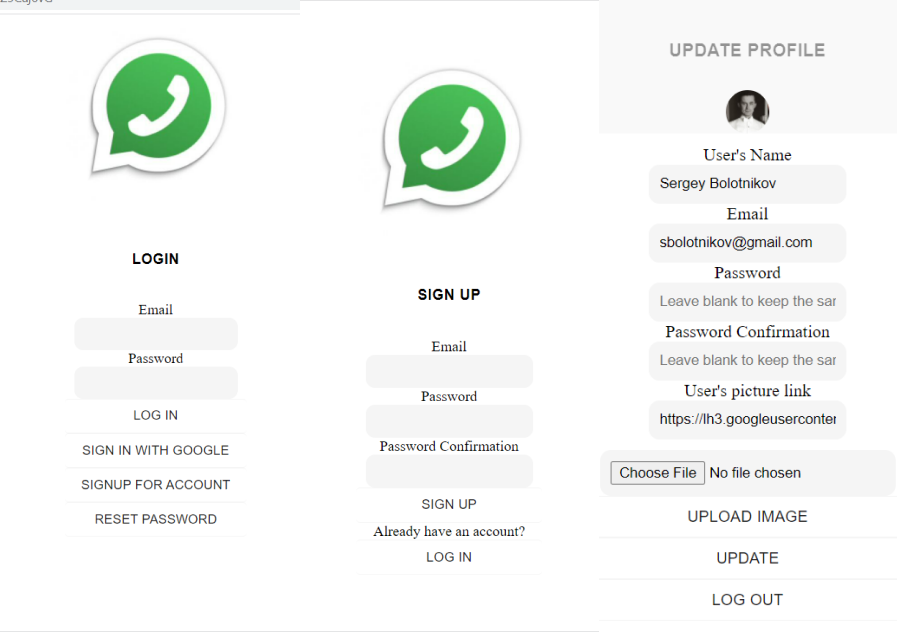 LOGIN
Email
Password
LOG IN
SIGN IN WITH GOOGLE
SIGNUP FOR ACCOUNT
RESET PASSWORD
SIGN UP
Email
Password
Password Confirmation
SIGN UP
Already have an account?
LOG IN
UPDATE PROFILE
User's Name
Sergey Bolotnikov
Email
sbolotnikov@gmail.com
Password
Leave blank to keep the sar
Password Confirmation
Leave blank to keep the sar
User's picture link
https://lh3.googleuserconter
Choose File No file chosen
UPLOAD IMAGE
UPDATE
LOG OUT